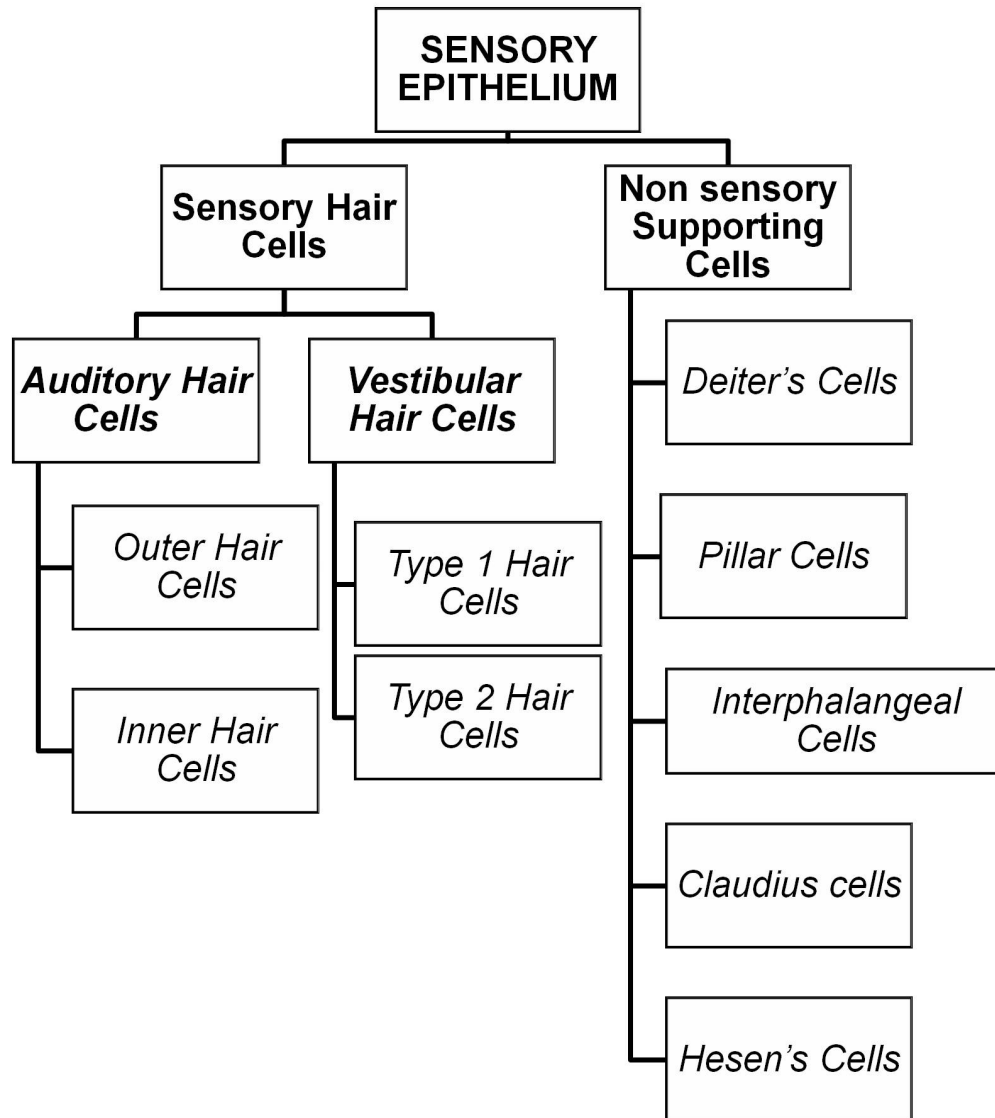 SENSORY
EPITHELIUM
Sensory Hair
Cells
Non sensory
Supporting
Cells
Auditory Hair
Cells
Vestibular
Hair Cells
Outer Hair
Cells
Inner Hair
Cells
Type 1 Hair
Cells
Type 2 Hair
Cells
Deiter’s Cells
Pillar Cells
Interphalangeal
Cells
Claudius cells
Hesen’s Cells